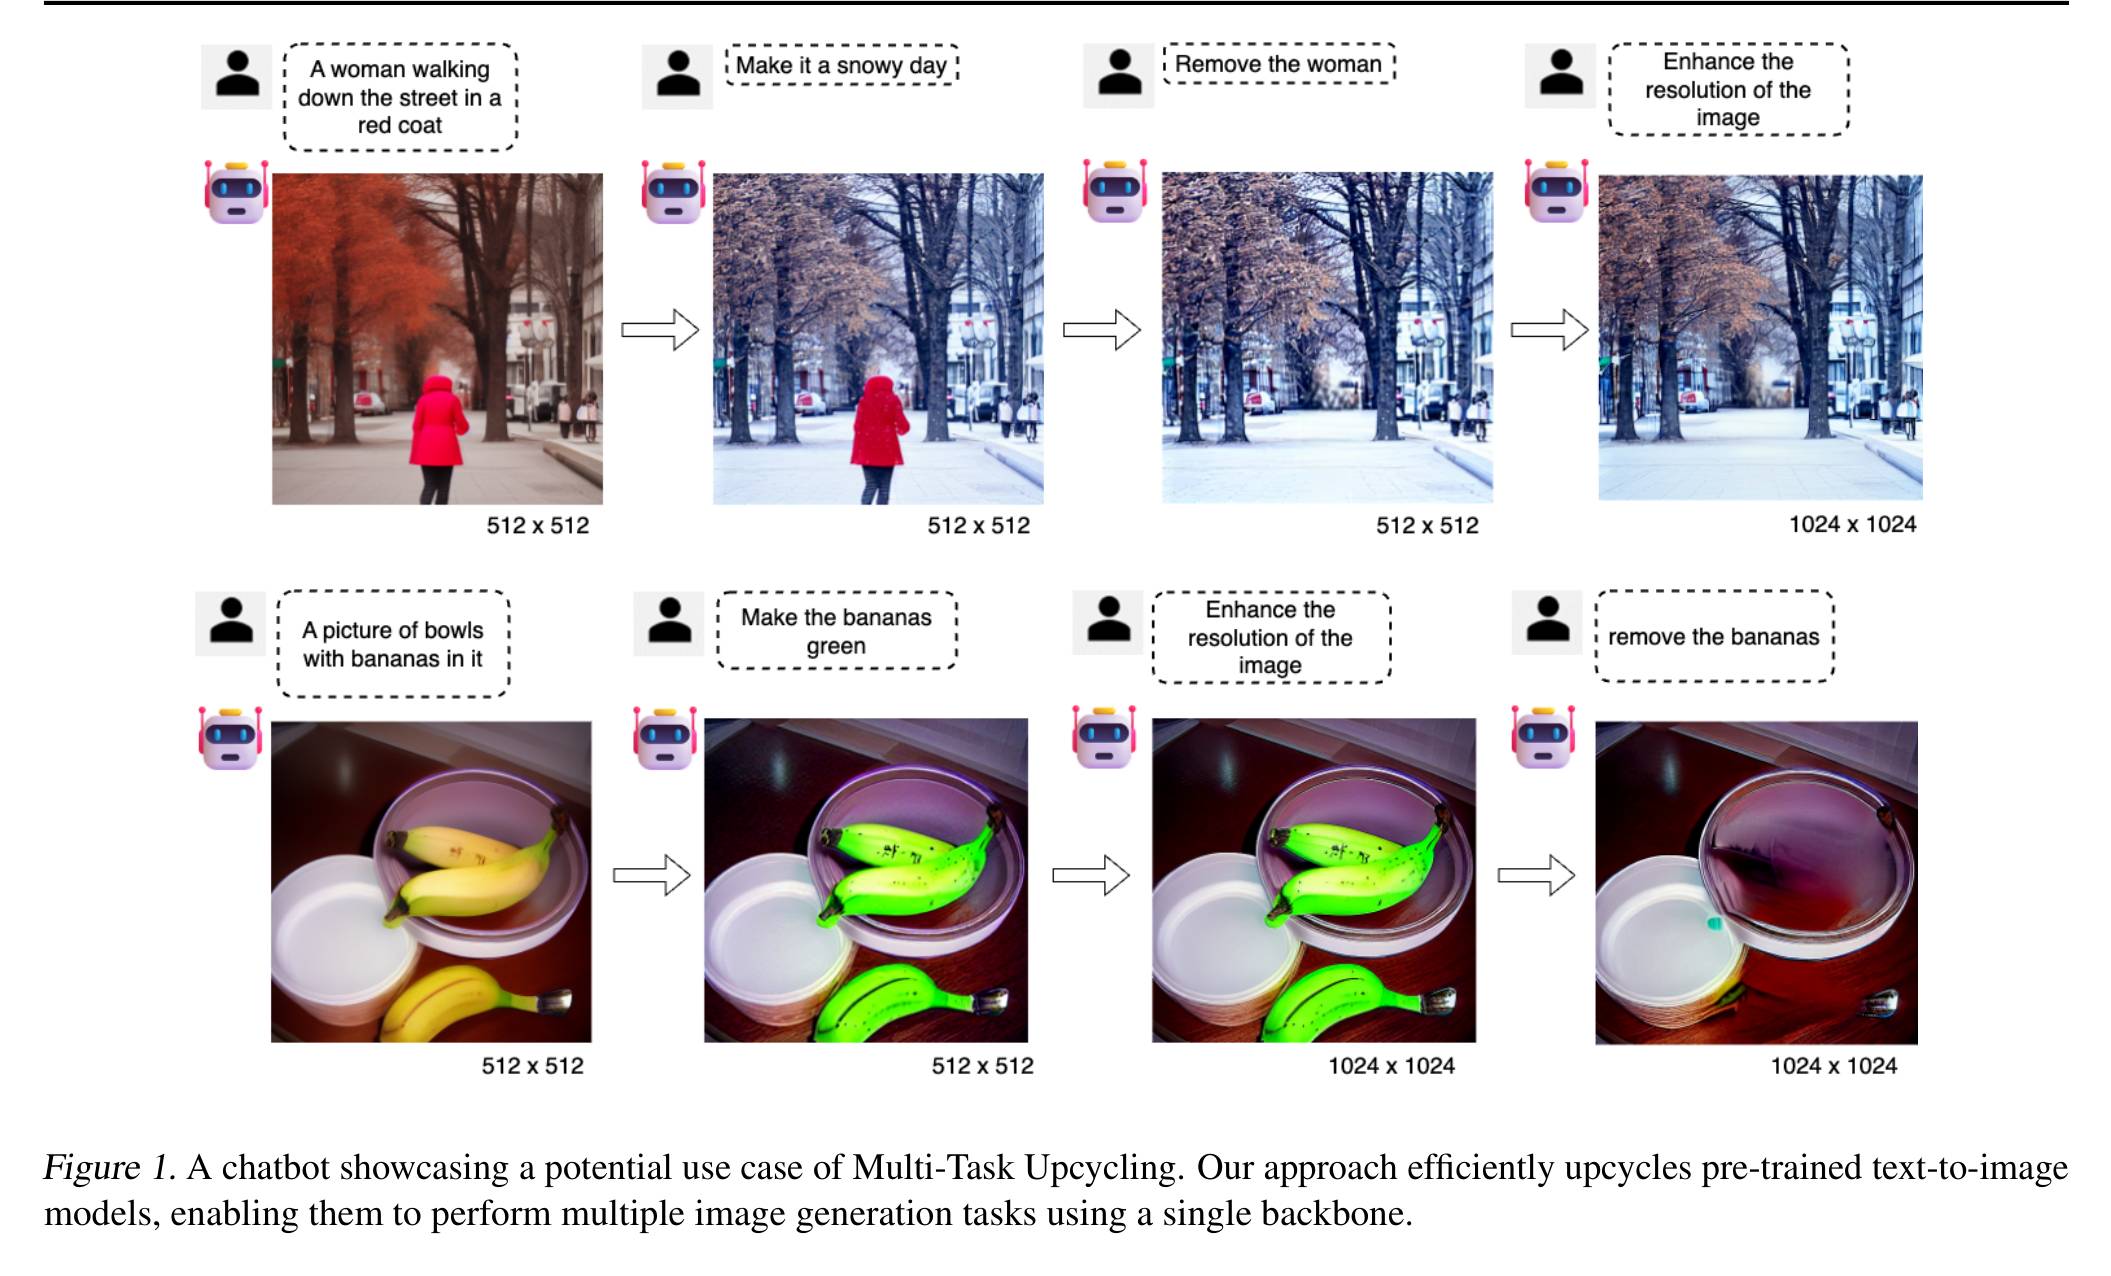 A woman walking
down the street in a
red coat
Make it a snowy day
Remove the woman
Enhance the
resolution of the
image
512 x 512
512 x 512
512 x 512
1024 x 1024
A picture of bowls
with bananas in it
Make the bananas
green
Enhance the
resolution of the
image
remove the bananas
512 x 512
512 x 512
1024 x 1024
1024 x 1024
Figure 1. A chatbot showcasing a potential use case of Multi-Task Upcycling. Our approach efficiently upcycles pre-trained text-to-image
models, enabling them to perform multiple image generation tasks using a single backbone.